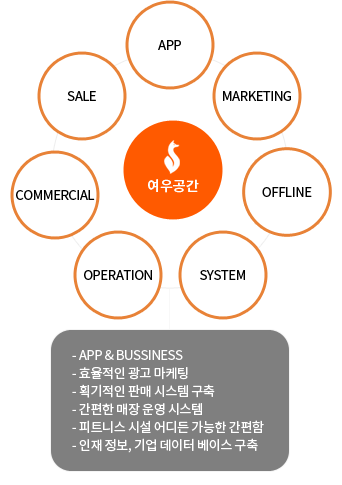 APP
SALE
MARKETING
여우공간
COMMERCIAL
OFFLINE
OPERATION
SYSTEM
- APP & BUSSINESS
- 효율적인 광고 마케팅
- 획기적인 판매 시스템 구축
- 간편한 매장 운영 시스템
- 피트니스 시설 어디든 가능한 간편함
- 인재 정보, 기업 데이터 베이스 구축